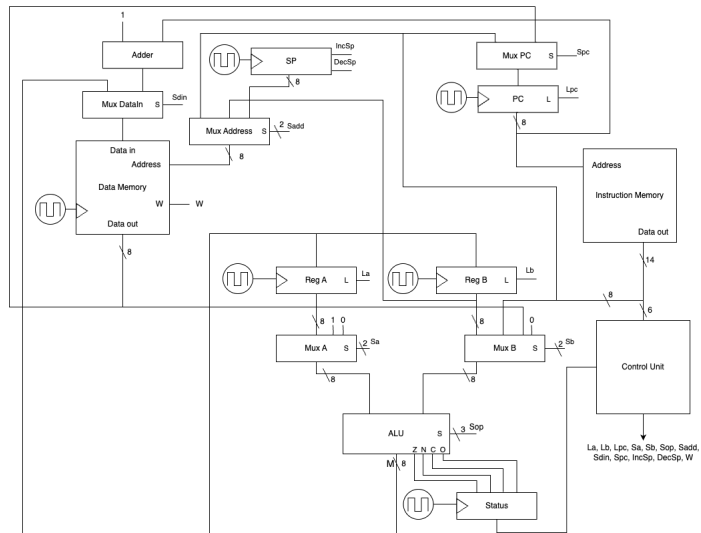 1
Adder
IncSp
SP
DecSp
8
Mux PC
S
Spc
PC
L
Lpc
8
Mux DataIn
S
Sdin
Mux Address
S
2
Sadd
8
Data in
Address
Data Memory
W
W
Data out
8
Address
Instruction Memory
Data out
14
Reg A
L
La
Reg B
L
Lb
8
6
8
1
0
8
0
Mux A
S
2
Sa
Mux B
S
2
Sb
Control Unit
8
8
ALU
S
3
Sop
Z N C O
M
8
La, Lb, Lpc, Sa, Sb, Sop, Sadd,
Sdin, Spc, IncSp, DecSp, W
Status